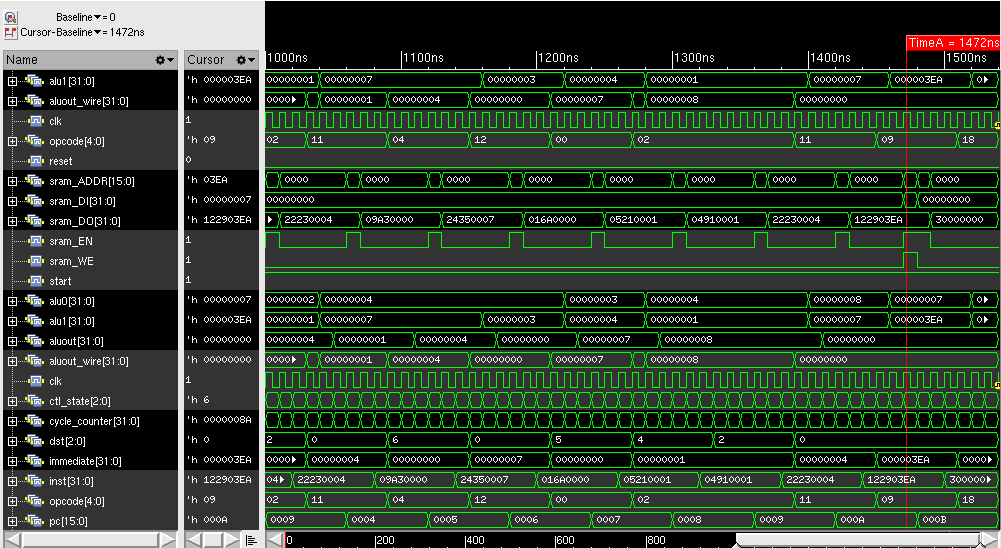 Baseline▼= 0
Cursor-Baseline▼= 1472ns
TimeA = 1472ns
Name Cursor 1000ns 1100ns 1200ns 1300ns 1400ns 1500ns
alu1[31:0] 'h 000003EA 00000001 00000007 00000003 00000004 00000001 00000007 000003EA 0▶
aluout_wire[31:0] 'h 00000000 0000▶ 00000001 00000004 00000000 00000007 00000008 00000000
clk 1
opcode[4:0] 'h 09 02 11 04 12 00 02 11 09 18
reset 0
sram_ADDR[15:0] 'h 03EA 0000 0000 0000 0000 0000 0000 0000 0000 0000
sram_DI[31:0] 'h 00000007 00000000 00000000
sram_DO[31:0] 'h 122903EA ▶ 22230004 09A30000 24350007 016A0000 05210001 04910001 22230004 122903EA 30000000
sram_EN 1
sram_WE 1
start 1
alu0[31:0] 'h 00000007 00000002 00000004 00000003 00000004 00000008 00000007 0▶
alu1[31:0] 'h 000003EA 00000001 00000007 00000003 00000004 00000001 00000007 000003EA 0▶
aluout[31:0] 'h 00000000 00000004 00000001 00000004 00000000 00000007 00000008 00000000
aluout_wire[31:0] 'h 00000000 0000▶ 00000001 00000004 00000000 00000007 00000008 00000000
clk 1
ctl_state[2:0] 'h 6
cycle_counter[31:0] 'h 0000008A
dst[2:0] 'h 0 2 0 6 0 5 4 2 0
immediate[31:0] 'h 000003EA 0000▶ 00000004 00000000 00000007 00000000 00000001 00000004 000003EA 0000▶
inst[31:0] 'h 122903EA 04▶ 22230004 09A30000 24350007 016A0000 05210001 04910001 22230004 122903EA 300000▶
opcode[4:0] 'h 09 02 11 04 12 00 02 11 09 18
pc[15:0] 'h 000A 0009 0004 0005 0006 0007 0008 0009 000A 000B
0 200 400 600 800